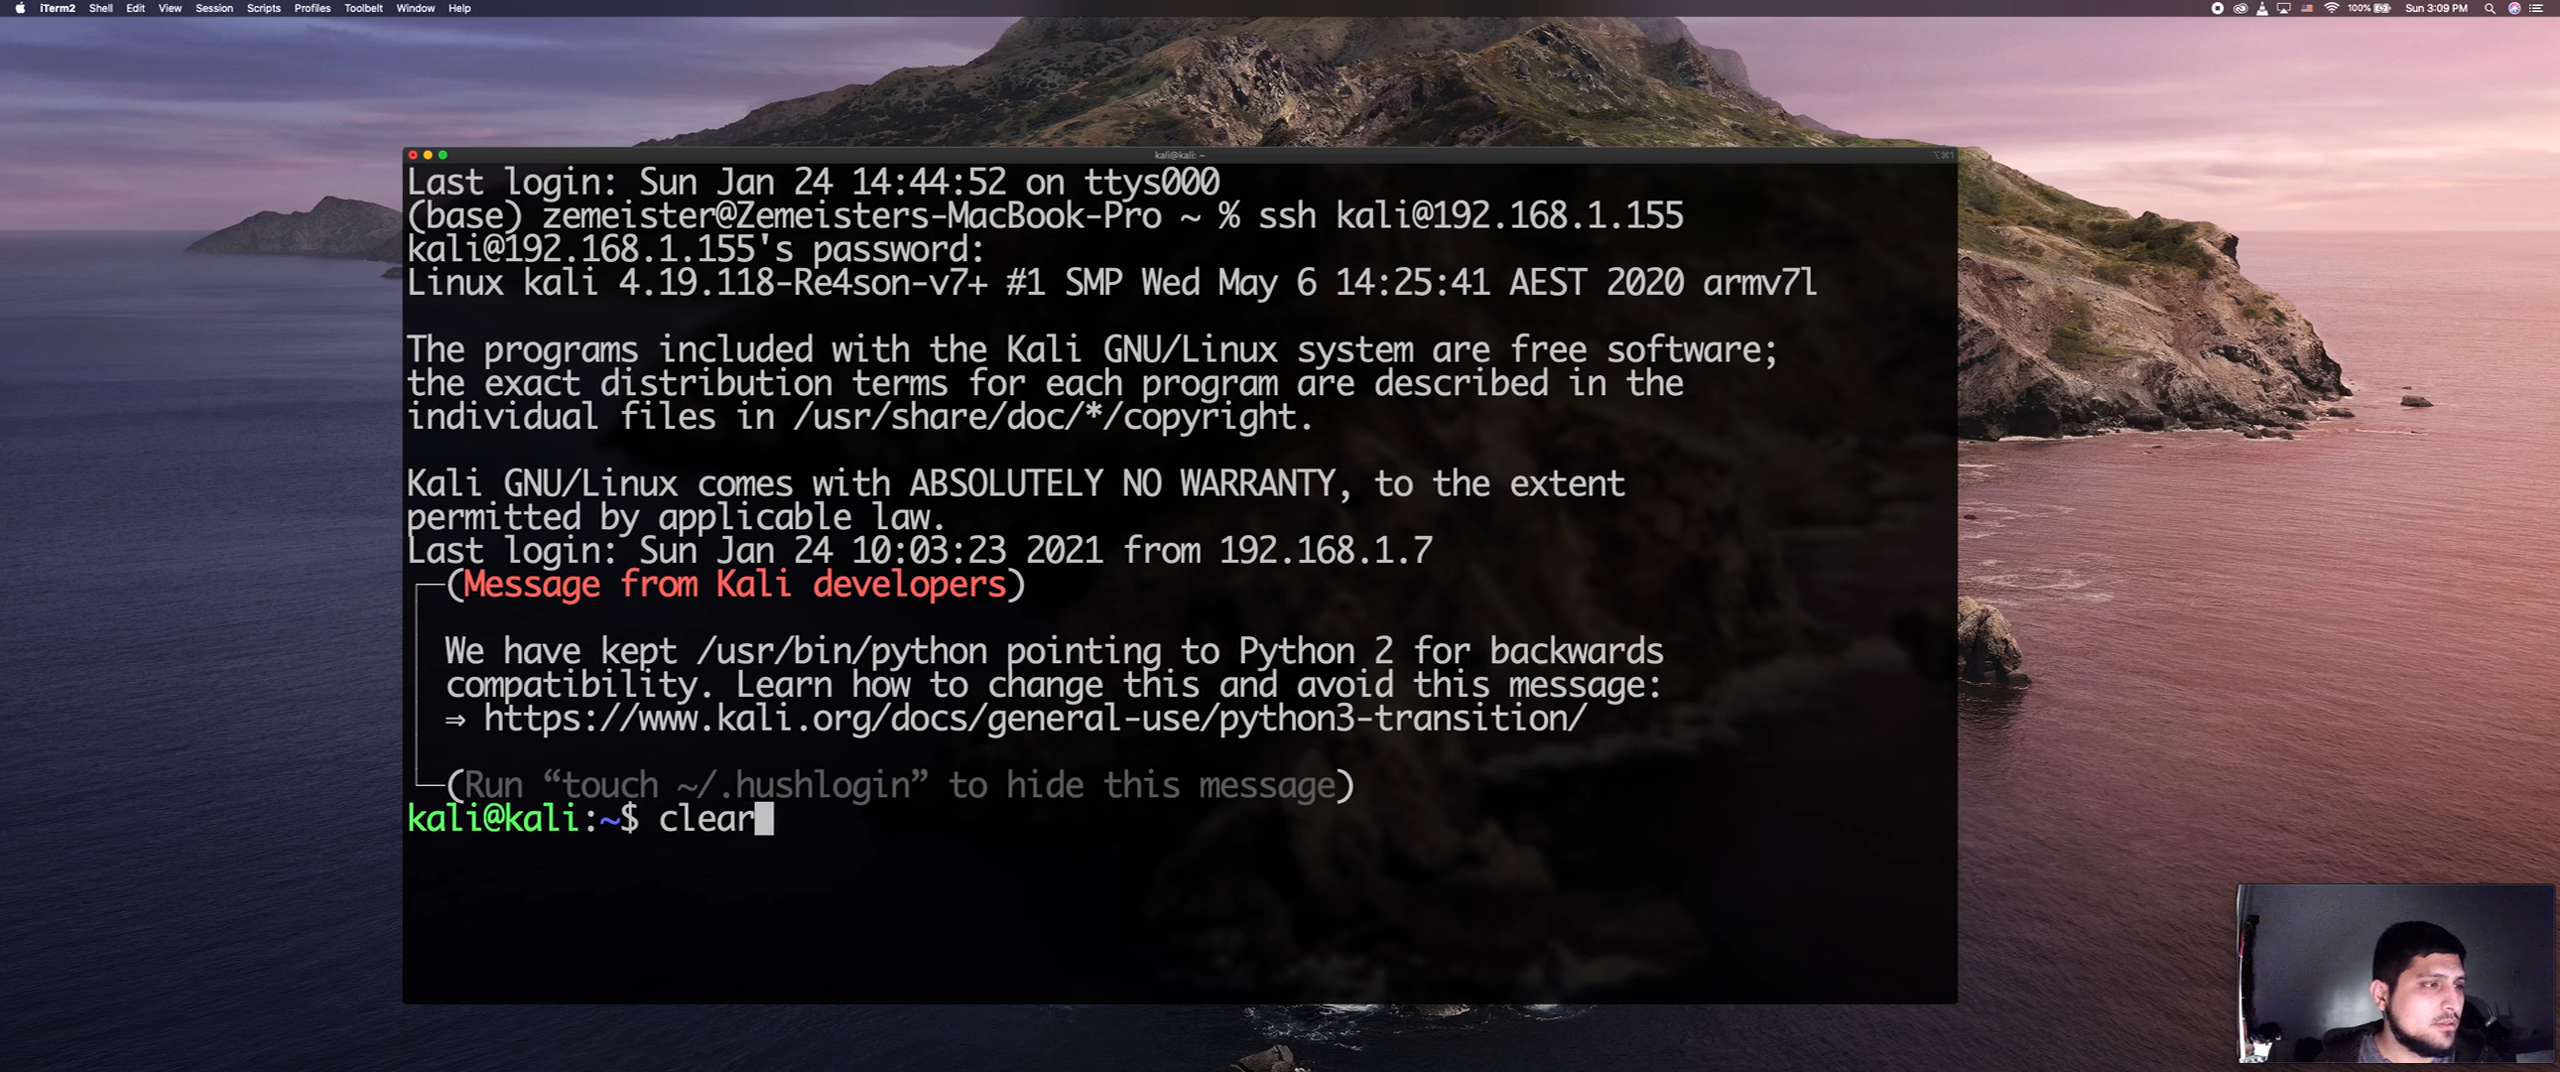 iTerm2 Shell Edit View Session Scripts Profiles Toolbelt Window Help
100% Sun 3:09 PM
kali@kali: ~
⌥⌘1
Last login: Sun Jan 24 14:44:52 on ttys000
(base) zemeister@Zemeisters-MacBook-Pro ~ % ssh kali@192.168.1.155
kali@192.168.1.155's password:
Linux kali 4.19.118-Re4son-v7+ #1 SMP Wed May 6 14:25:41 AEST 2020 armv7l
The programs included with the Kali GNU/Linux system are free software;
the exact distribution terms for each program are described in the
individual files in /usr/share/doc/*/copyright.
Kali GNU/Linux comes with ABSOLUTELY NO WARRANTY, to the extent
permitted by applicable law.
Last login: Sun Jan 24 10:03:23 2021 from 192.168.1.7
(Message from Kali developers)
We have kept /usr/bin/python pointing to Python 2 for backwards
compatibility. Learn how to change this and avoid this message:
⇒ https://www.kali.org/docs/general-use/python3-transition/
(Run “touch ~/.hushlogin” to hide this message)
kali@kali:~$ clear